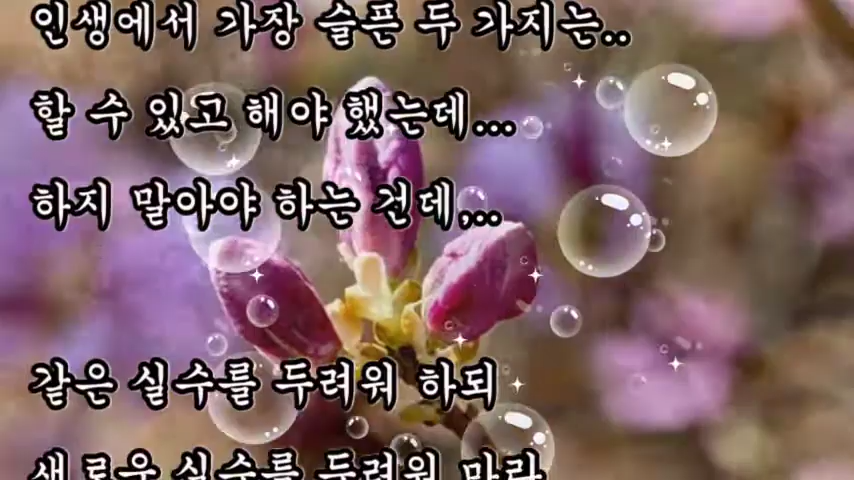 인생에서 가장 슬픈 두 가지는..
할 수 있고 해야 했는데...
하지 말아야 하는 건데,..
같은 실수를 두려워 하되
새로운 실수를 두려워 마라